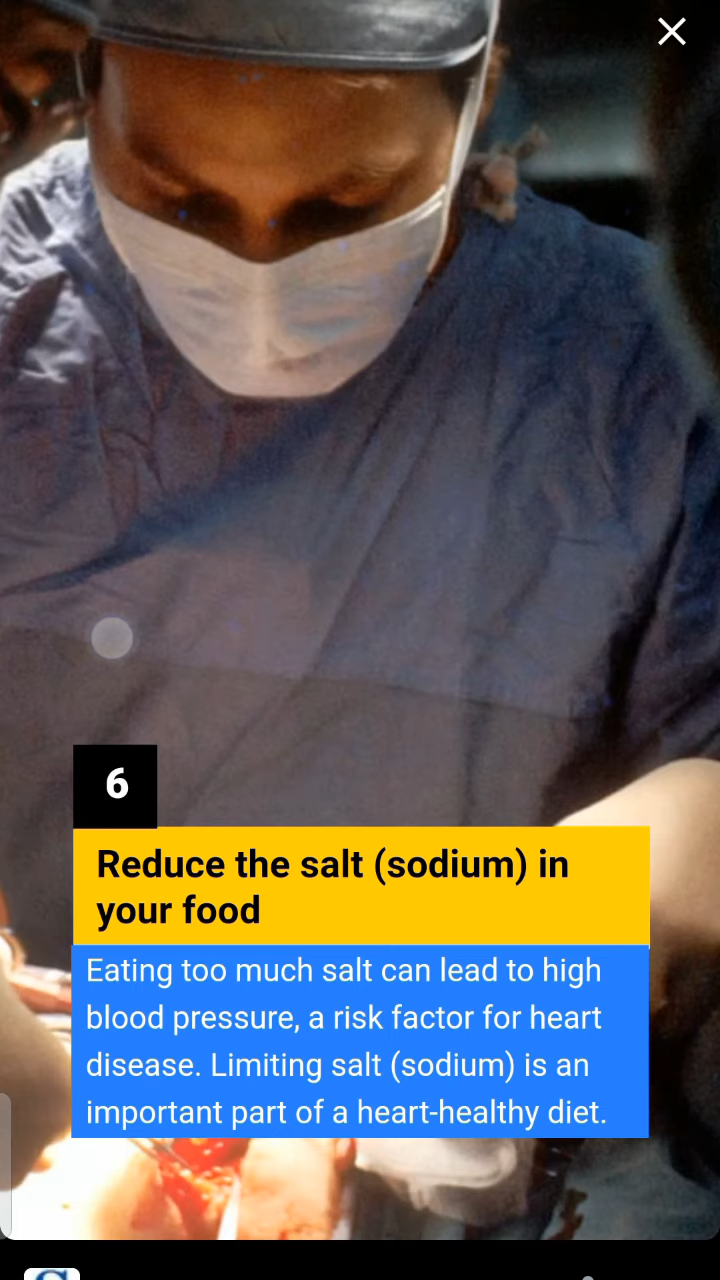 6
Reduce the salt (sodium) in
your food
Eating too much salt can lead to high
blood pressure, a risk factor for heart
disease. Limiting salt (sodium) is an
important part of a heart-healthy diet.